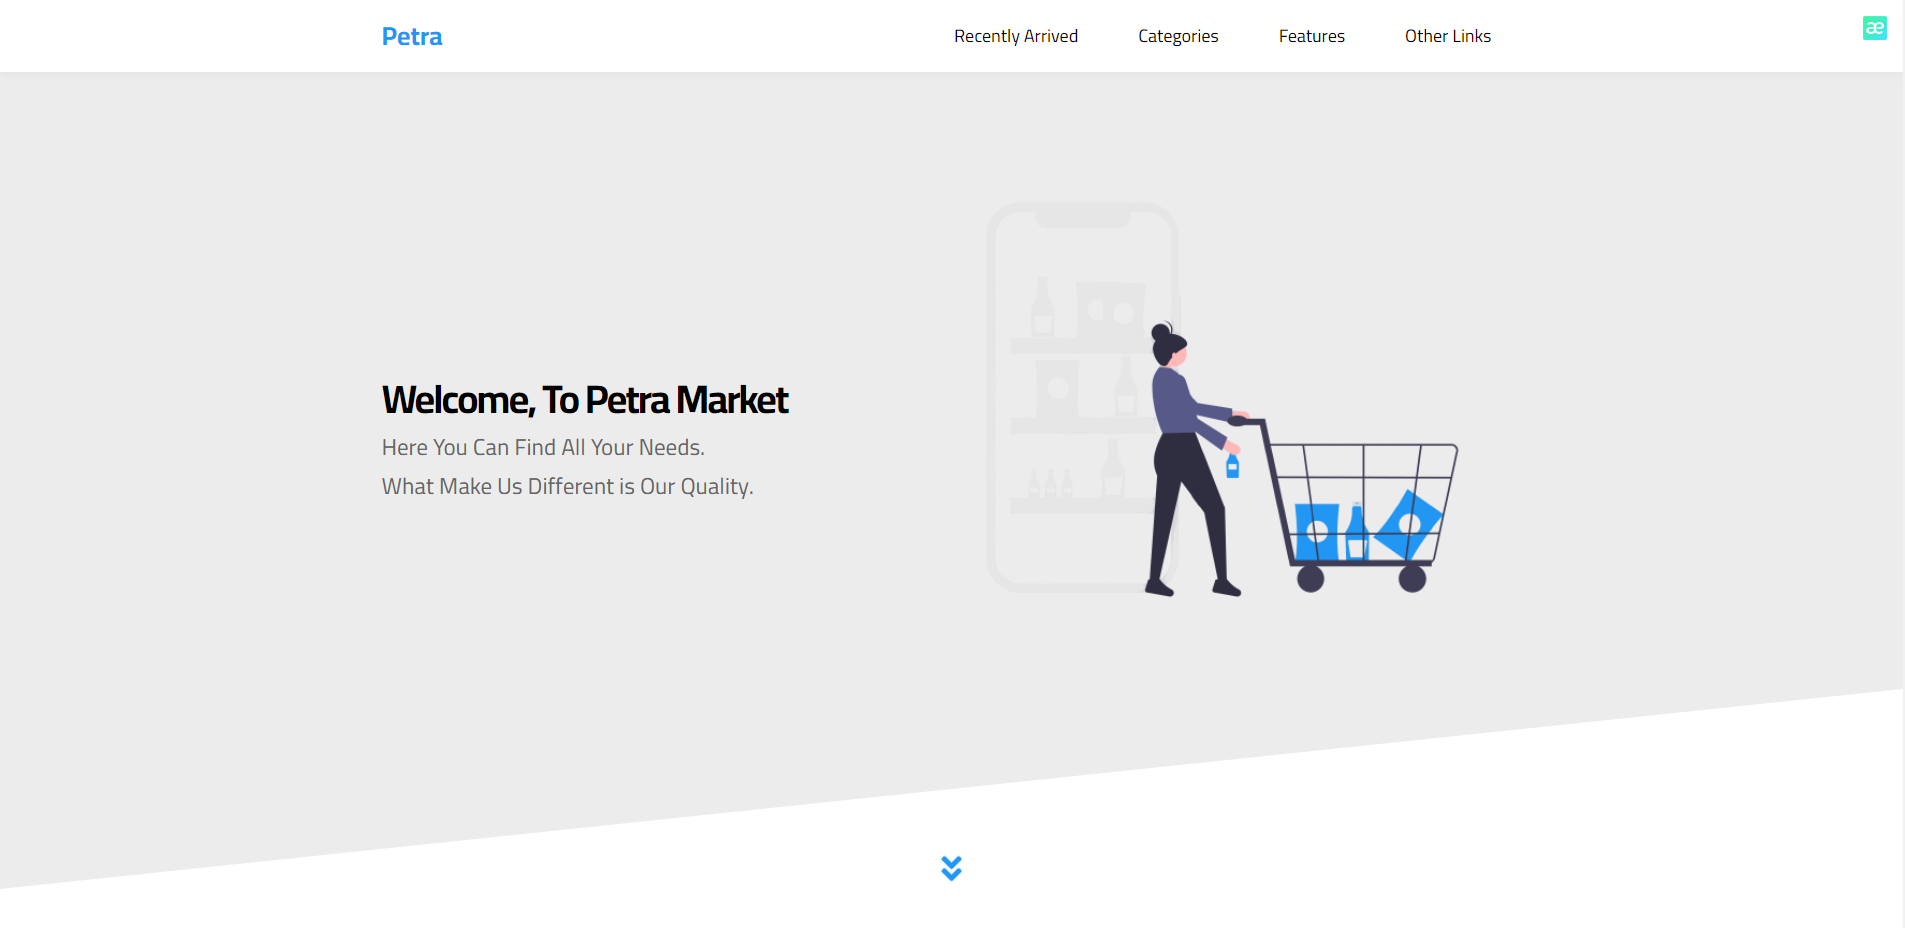 Petra
Recently Arrived
Categories
Features
Other Links
æ
Welcome, To Petra Market
Here You Can Find All Your Needs.
What Make Us Different is Our Quality.